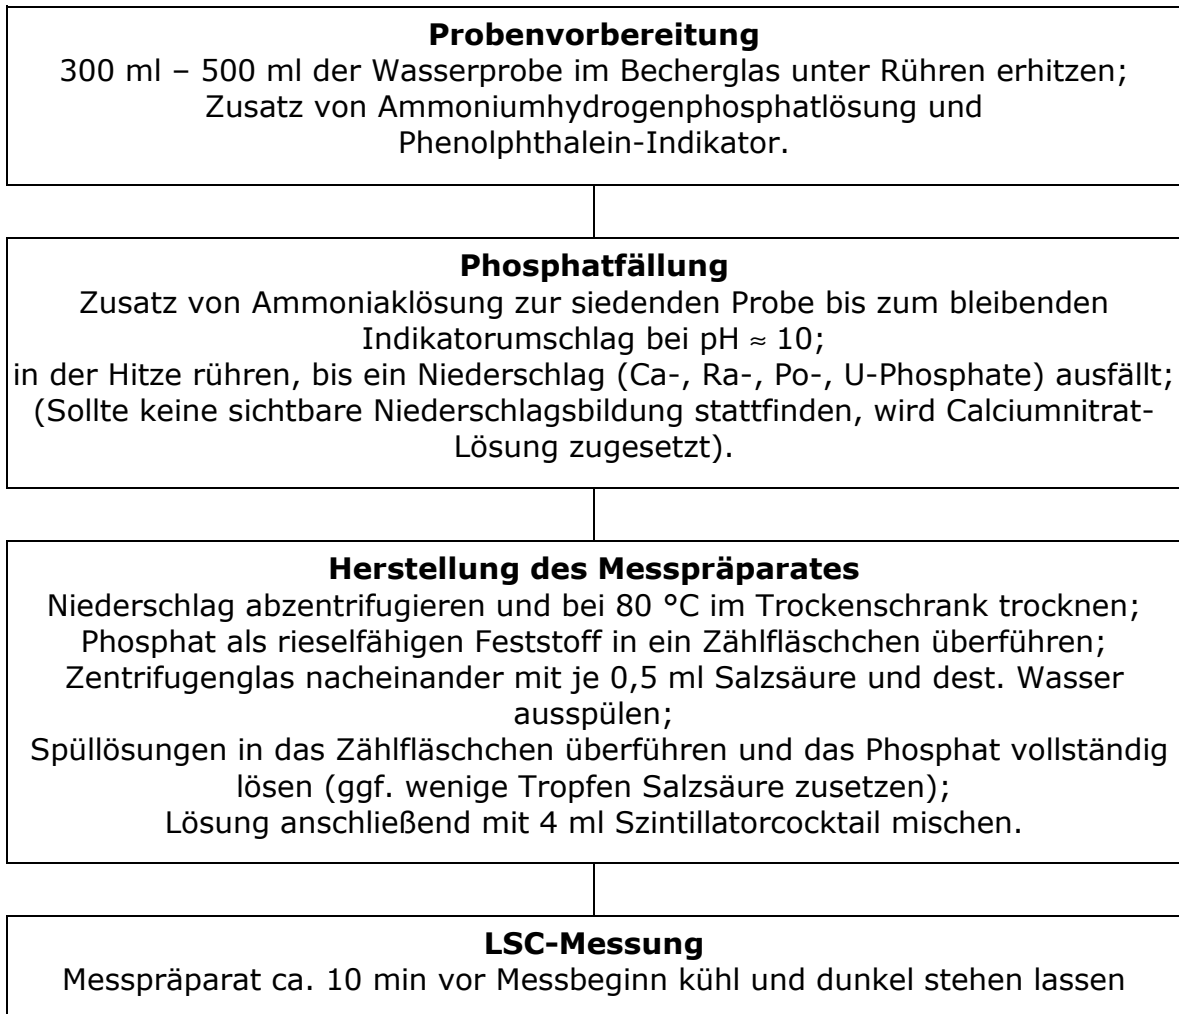 Probenvorbereitung
300 ml – 500 ml der Wasserprobe im Becherglas unter Rühren erhitzen;
Zusatz von Ammoniumhydrogenphosphatlösung und
Phenolphthalein-Indikator.
Phosphatfällung
Zusatz von Ammoniaklösung zur siedenden Probe bis zum bleibenden
Indikatorumschlag bei pH ≈ 10;
in der Hitze rühren, bis ein Niederschlag (Ca-, Ra-, Po-, U-Phosphate) ausfällt;
(Sollte keine sichtbare Niederschlagsbildung stattfinden, wird Calciumnitrat-
Lösung zugesetzt).
Herstellung des Messpräparates
Niederschlag abzentrifugieren und bei 80 °C im Trockenschrank trocknen;
Phosphat als rieselfähigen Feststoff in ein Zählfläschchen überführen;
Zentrifugenglas nacheinander mit je 0,5 ml Salzsäure und dest. Wasser
ausspülen;
Spüllösungen in das Zählfläschchen überführen und das Phosphat vollständig
lösen (ggf. wenige Tropfen Salzsäure zusetzen);
Lösung anschließend mit 4 ml Szintillatorcocktail mischen.
LSC-Messung
Messpräparat ca. 10 min vor Messbeginn kühl und dunkel stehen lassen